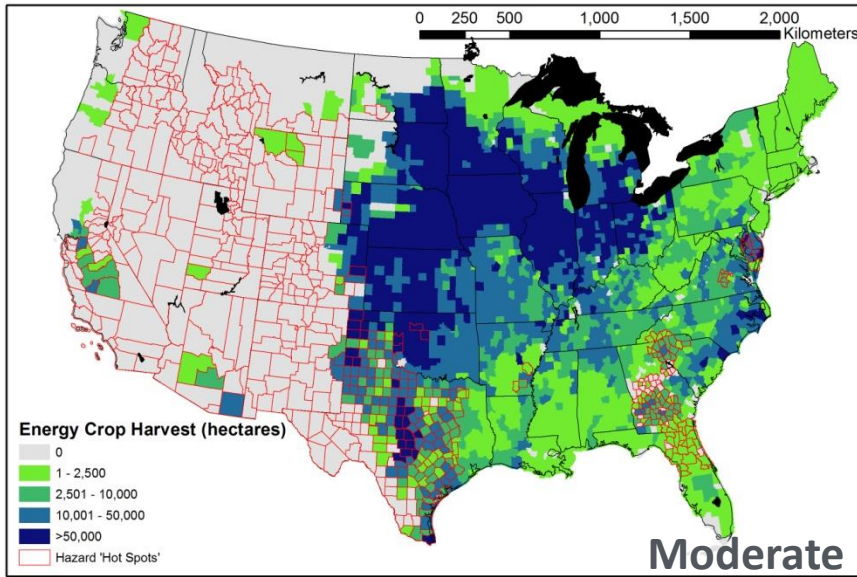 0 250 500 1,000 1,500 2,000
Kilometers
Energy Crop Harvest (hectares)
0
1 - 2,500
2,501 - 10,000
10,001 - 50,000
>50,000
Hazard 'Hot Spots'
Moderate